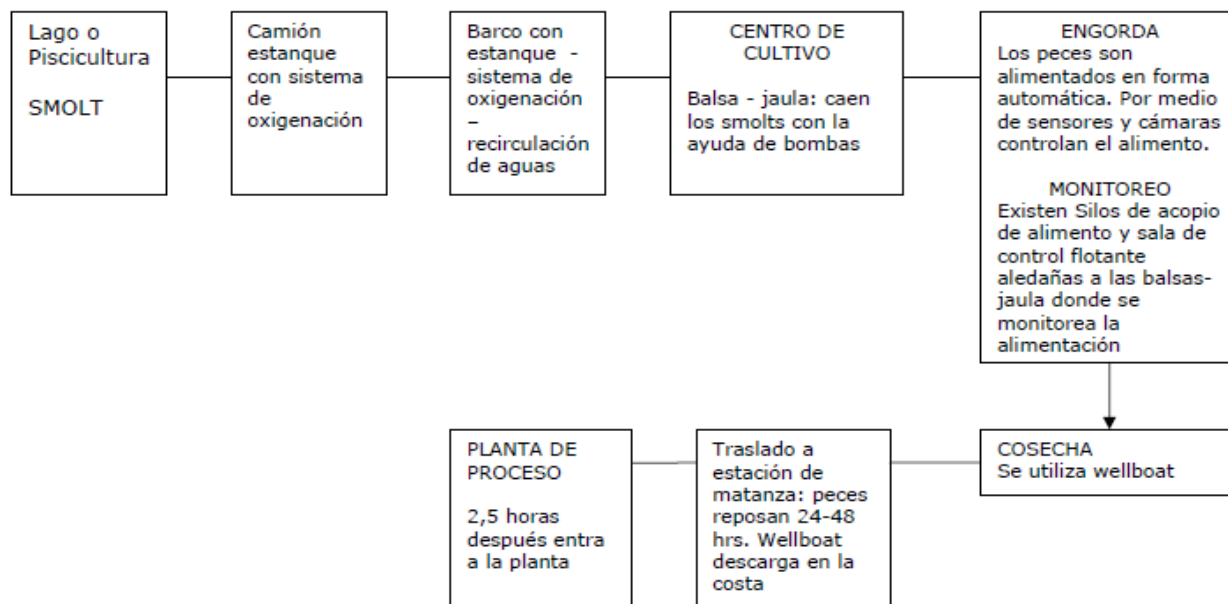 Lago o
Piscicultura
SMOLT
Camión
estanque
con sistema
de
oxigenación
Barco con
estanque -
sistema de
oxigenación
–
recirculación
de aguas
CENTRO DE
CULTIVO
Balsa - jaula: caen
los smolts con la
ayuda de bombas
ENGORDA
Los peces son
alimentados en forma
automática. Por medio
de sensores y cámaras
controlan el alimento.
MONITOREO
Existen Silos de acopio
de alimento y sala de
control flotante
aledañas a las balsas-
jaula donde se
monitorea la
alimentación
PLANTA DE
PROCESO
2,5 horas
después entra
a la planta
Traslado a
estación de
matanza: peces
reposan 24-48
hrs. Wellboat
descarga en la
costa
COSECHA
Se utiliza wellboat